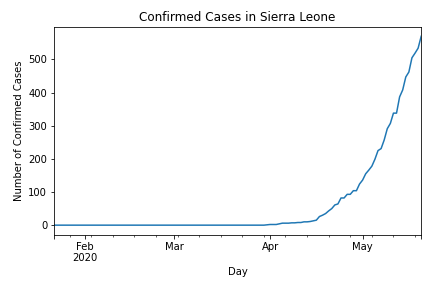 Confirmed Cases in Sierra Leone
Number of Confirmed Cases
500
400
300
200
100
0
Feb Mar Apr May
2020
Day